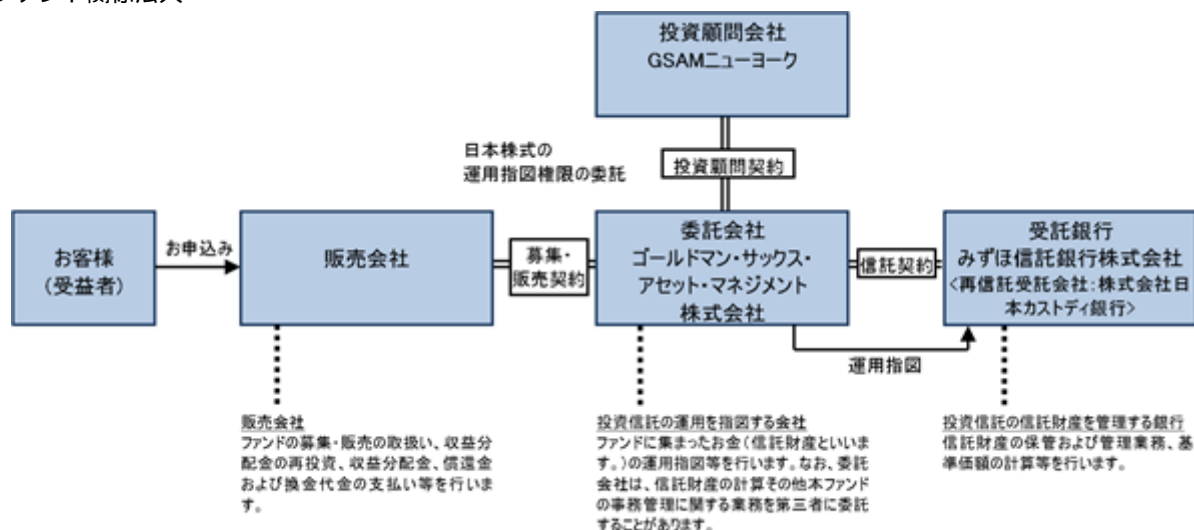 投資顧問会社
GSAMニューヨーク
日本株式の
運用指図権限の委託
投資顧問契約
お客様
(受益者)
お申込み
販売会社
募集・
販売契約
委託会社
ゴールドマン・サックス・
アセット・マネジメント
株式会社
信託契約
受託銀行
みずほ信託銀行株式会社
<再信託受託会社:株式会社日
本カストディ銀行>
運用指図
販売会社
ファンドの募集・販売の取扱い、収益分
配金の再投資、収益分配金、償還金
および換金代金の支払い等を行いま
す。
投資信託の運用を指図する会社
ファンドに集まったお金(信託財産といいま
す。)の運用指図等を行います。なお、委託
会社は、信託財産の計算その他本ファンド
の事務管理に関する業務を第三者に委託
することがあります。
投資信託の信託財産を管理する銀行
信託財産の保管および管理業務、基
準価額の計算等を行います。